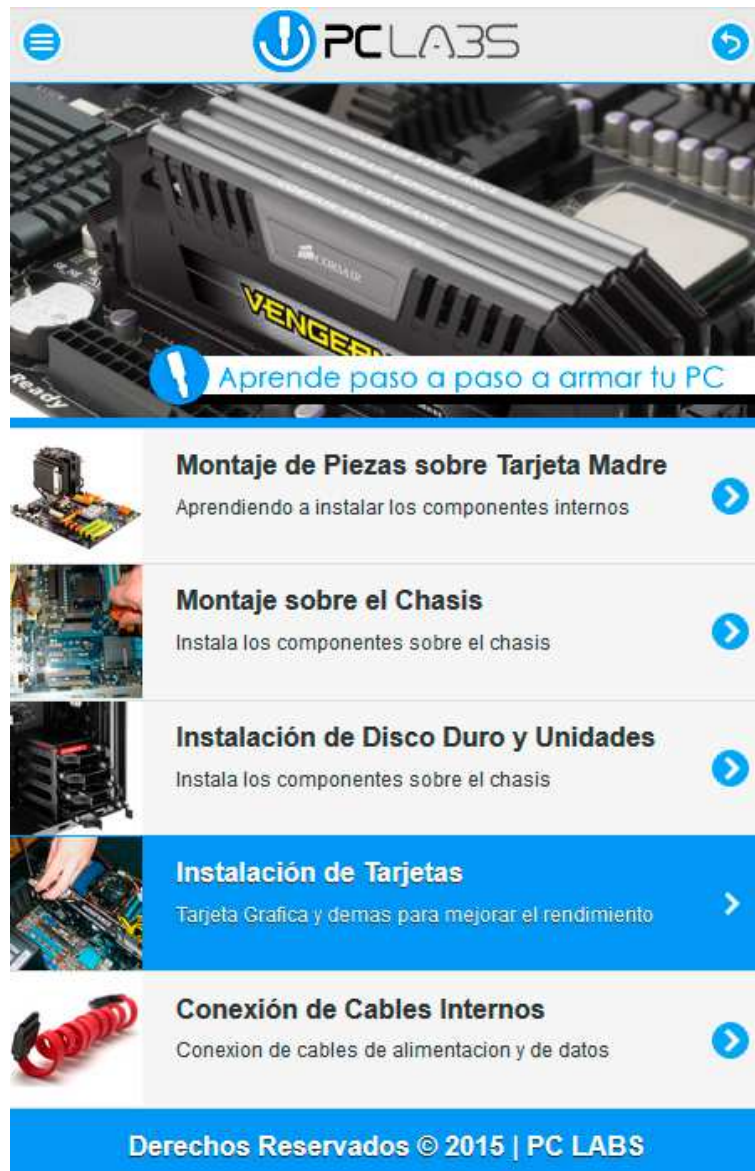 PCLABS
CORSAIR
Ready
Aprende paso a paso a armar tu PC
Montaje de Piezas sobre Tarjeta Madre
Aprendiendo a instalar los componentes internos
Montaje sobre el Chasis
Instala los componentes sobre el chasis
Instalación de Disco Duro y Unidades
Instala los componentes sobre el chasis
Instalación de Tarjetas
Tarjeta Grafica y demas para mejorar el rendimiento
Conexión de Cables Internos
Conexion de cables de alimentacion y de datos
Derechos Reservados © 2015 | PC LABS